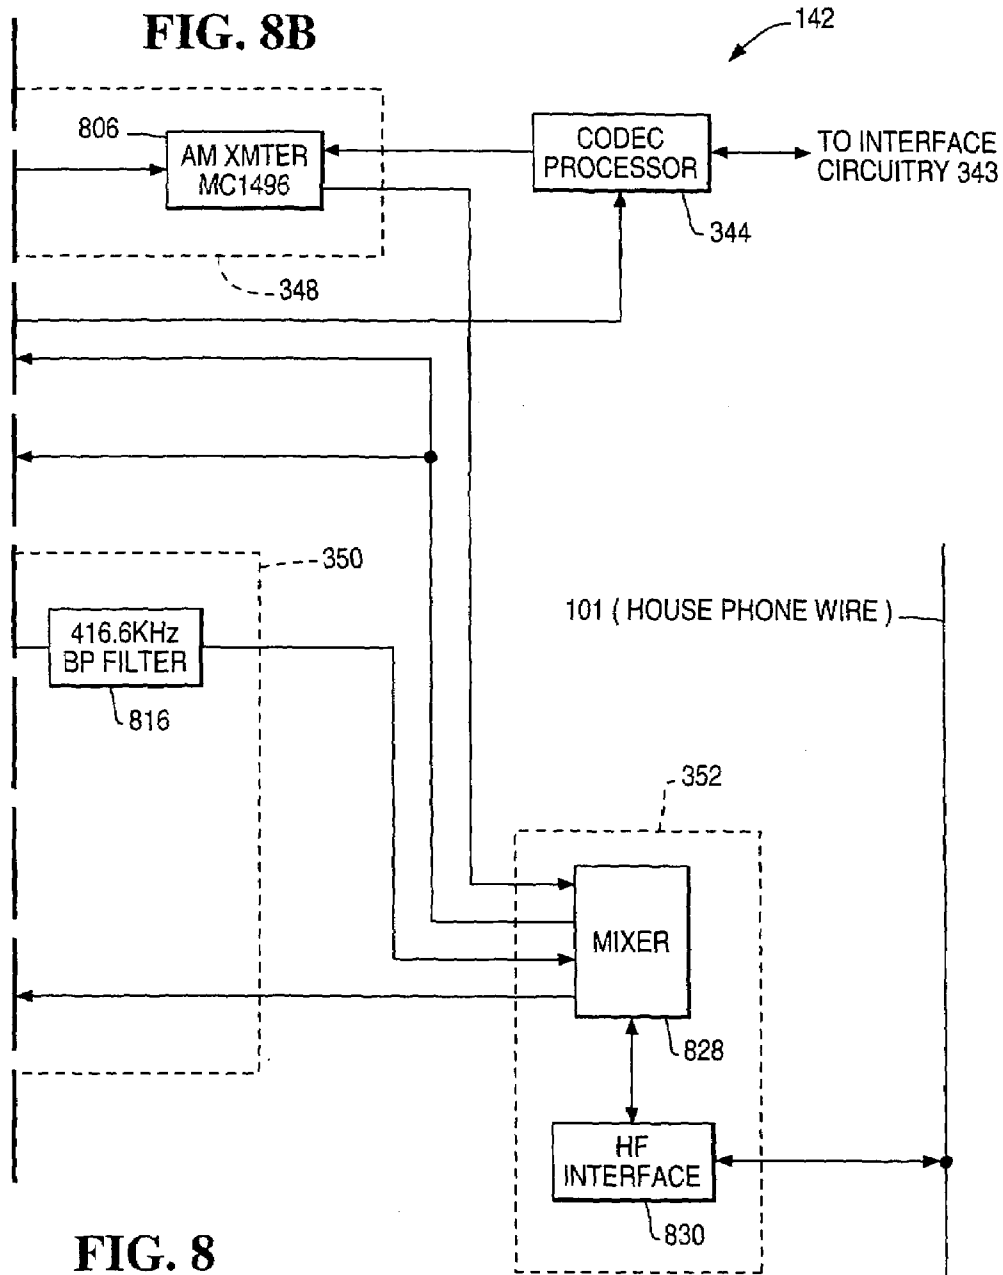 FIG. 8B
142
806
AM XMTER
MC1496
CODEC
PROCESSOR
TO INTERFACE
CIRCUITRY 343
344
348
350
101 ( HOUSE PHONE WIRE )
416.6KHz
BP FILTER
816
352
MIXER
828
HF
INTERFACE
830
FIG. 8